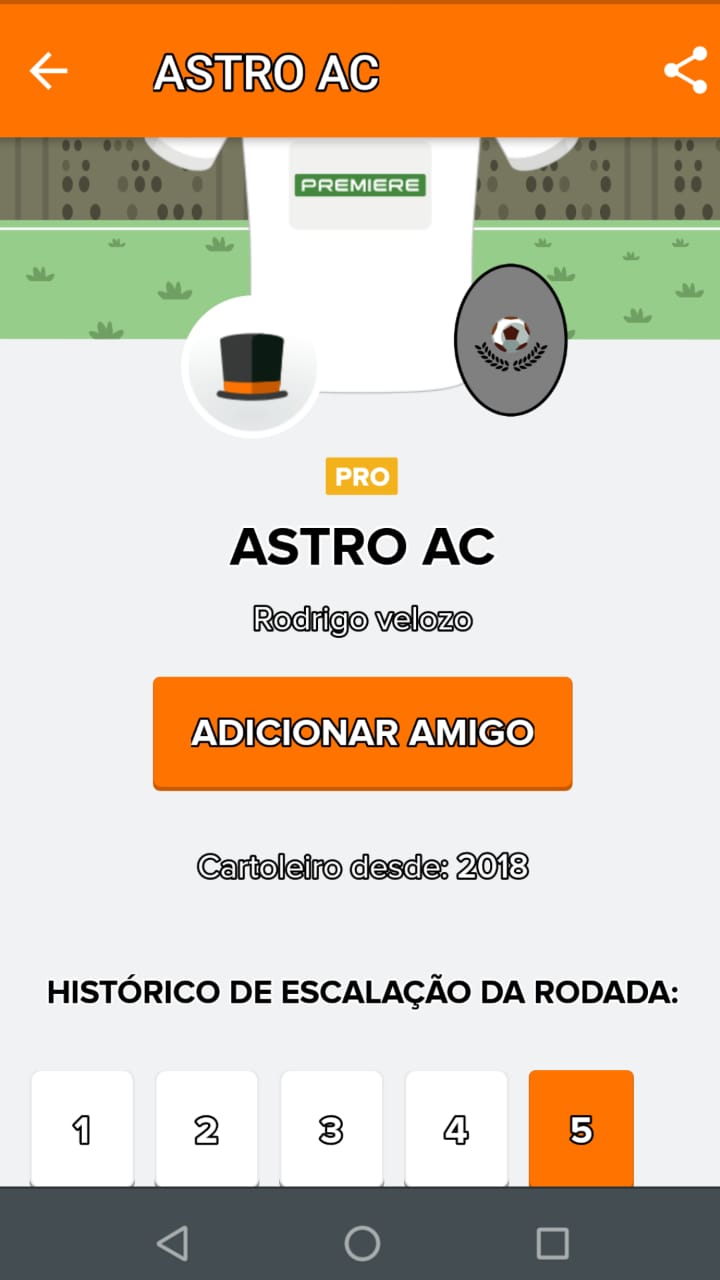 ASTRO AC
PREMIERE
PRO
ASTRO AC
Rodrigo velozo
ADICIONAR AMIGO
Cartoleiro desde: 2018
HISTÓRICO DE ESCALAÇÃO DA RODADA:
1 2 3 4 5